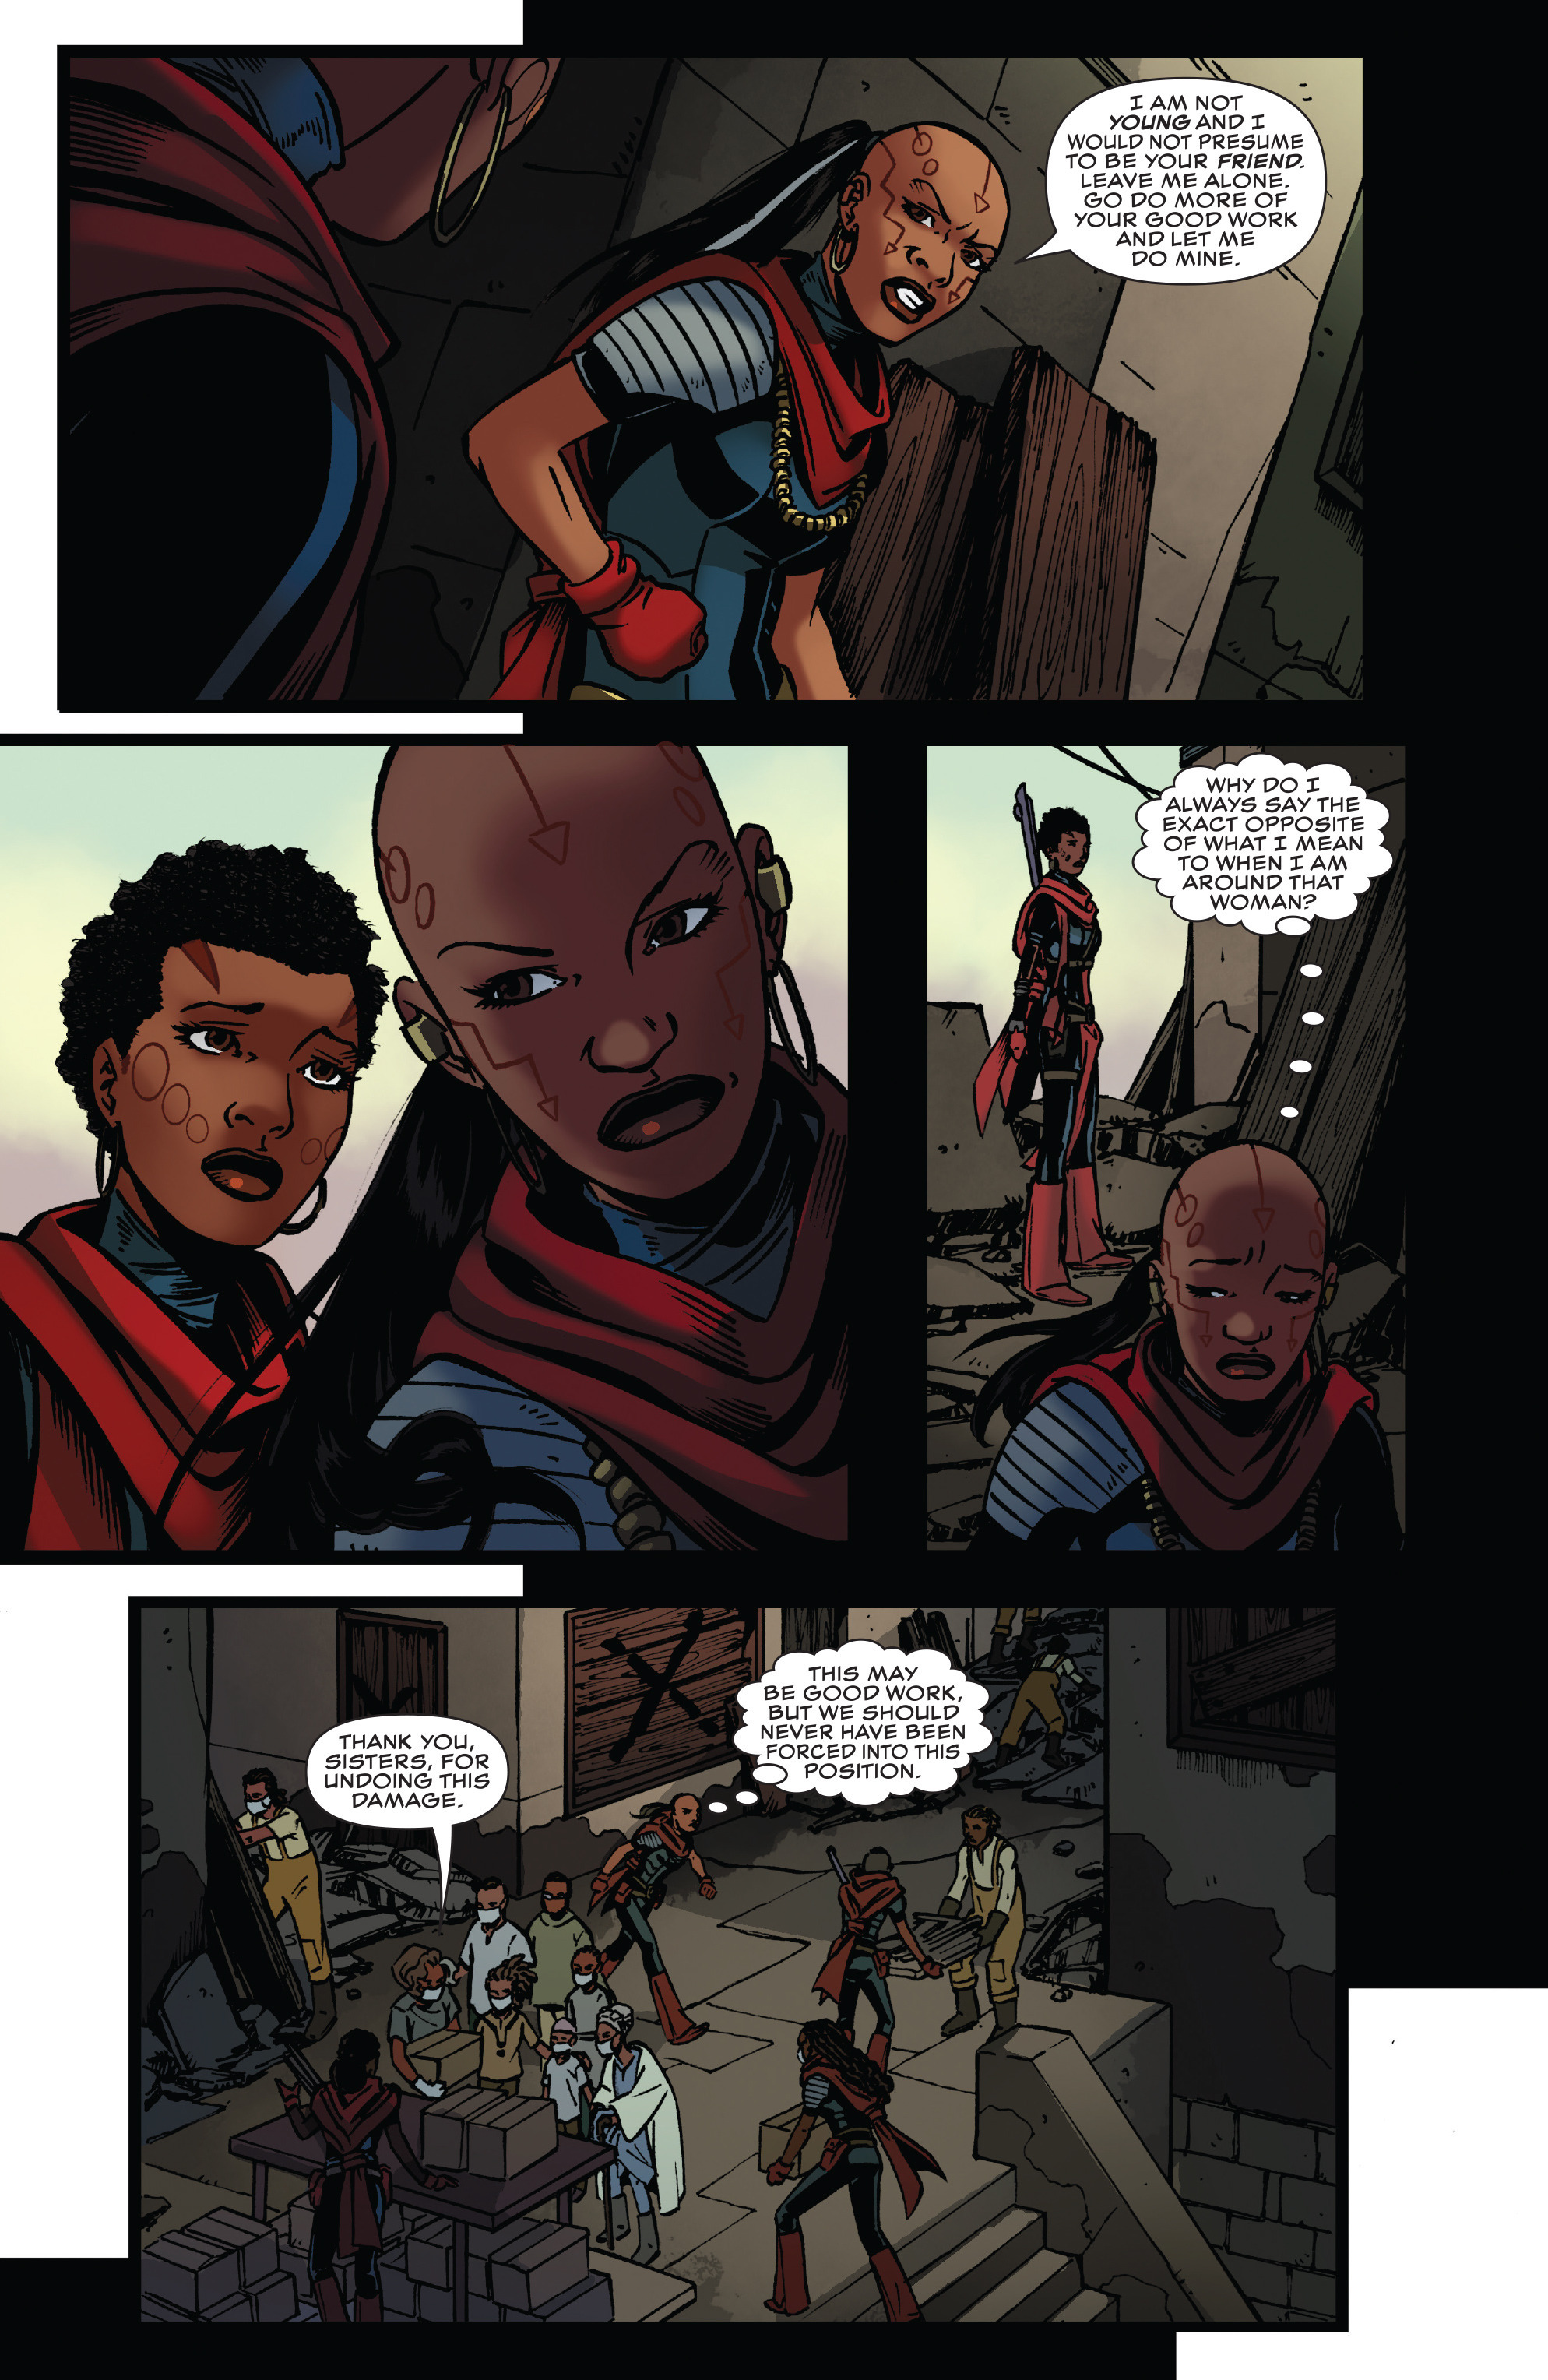 I AM NOT
YOUNG AND I
WOULD NOT PRESUME
TO BE YOUR FRIEND.
LEAVE ME ALONE.
GO DO MORE OF
YOUR GOOD WORK
AND LET ME
DO MINE.
WHY DO I
ALWAYS SAY THE
EXACT OPPOSITE
OF WHAT I MEAN
TO WHEN I AM
AROUND THAT
WOMAN?
THANK YOU,
SISTERS, FOR
UNDOING THIS
DAMAGE.
THIS MAY
BE GOOD WORK,
BUT WE SHOULD
NEVER HAVE BEEN
FORCED INTO THIS
POSITION.